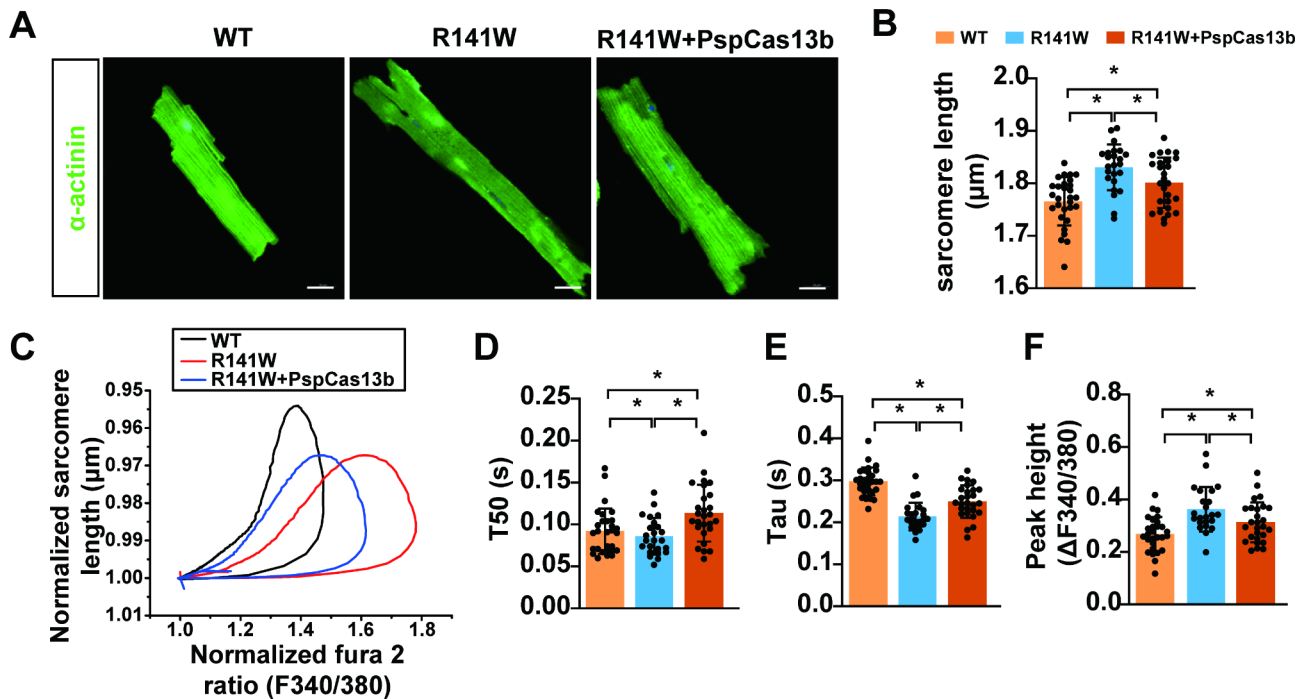 A
WT
R141W
R141W+PspCas13b
α-actinin
B
WT
R141W
R141W+PspCas13b
sarcomere length
(μm)
2.0
1.9
1.8
1.7
1.6
*
*
*
C
WT
R141W
R141W+PspCas13b
Normalized sarcomere
length (μm)
0.95
0.96
0.97
0.98
0.99
1.00
1.01
1.0
1.2
1.4
1.6
1.8
Normalized fura 2
ratio (F340/380)
D
T50 (s)
0.25
0.20
0.15
0.10
0.05
0.00
*
*
*
E
Tau (s)
0.5
0.4
0.3
0.2
0.1
0.0
*
*
*
F
Peak height
(ΔF340/380)
0.8
0.6
0.4
0.2
0.0
*
*
*